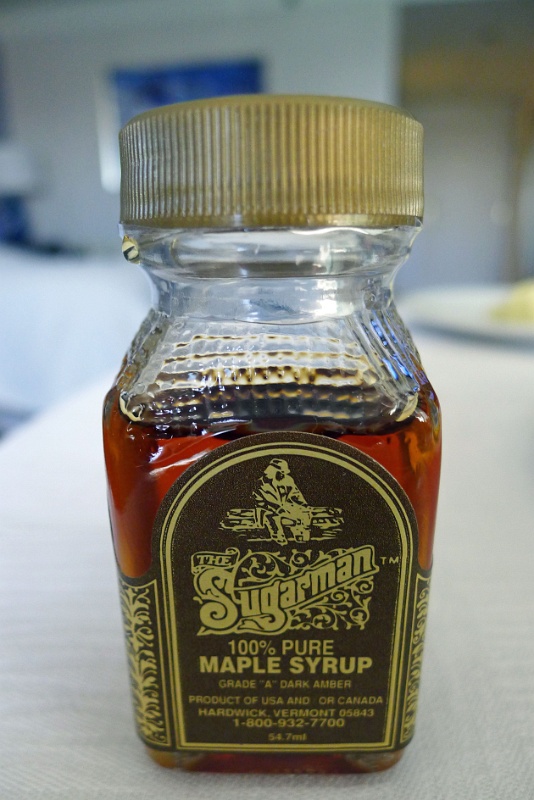 THE
Sugarman TM
100% PURE
MAPLE SYRUP
GRADE "A" DARK AMBER
PRODUCT OF USA AND OR CANADA
HARDWICK, VERMONT 05843
1-800-932-7700
54.7ml